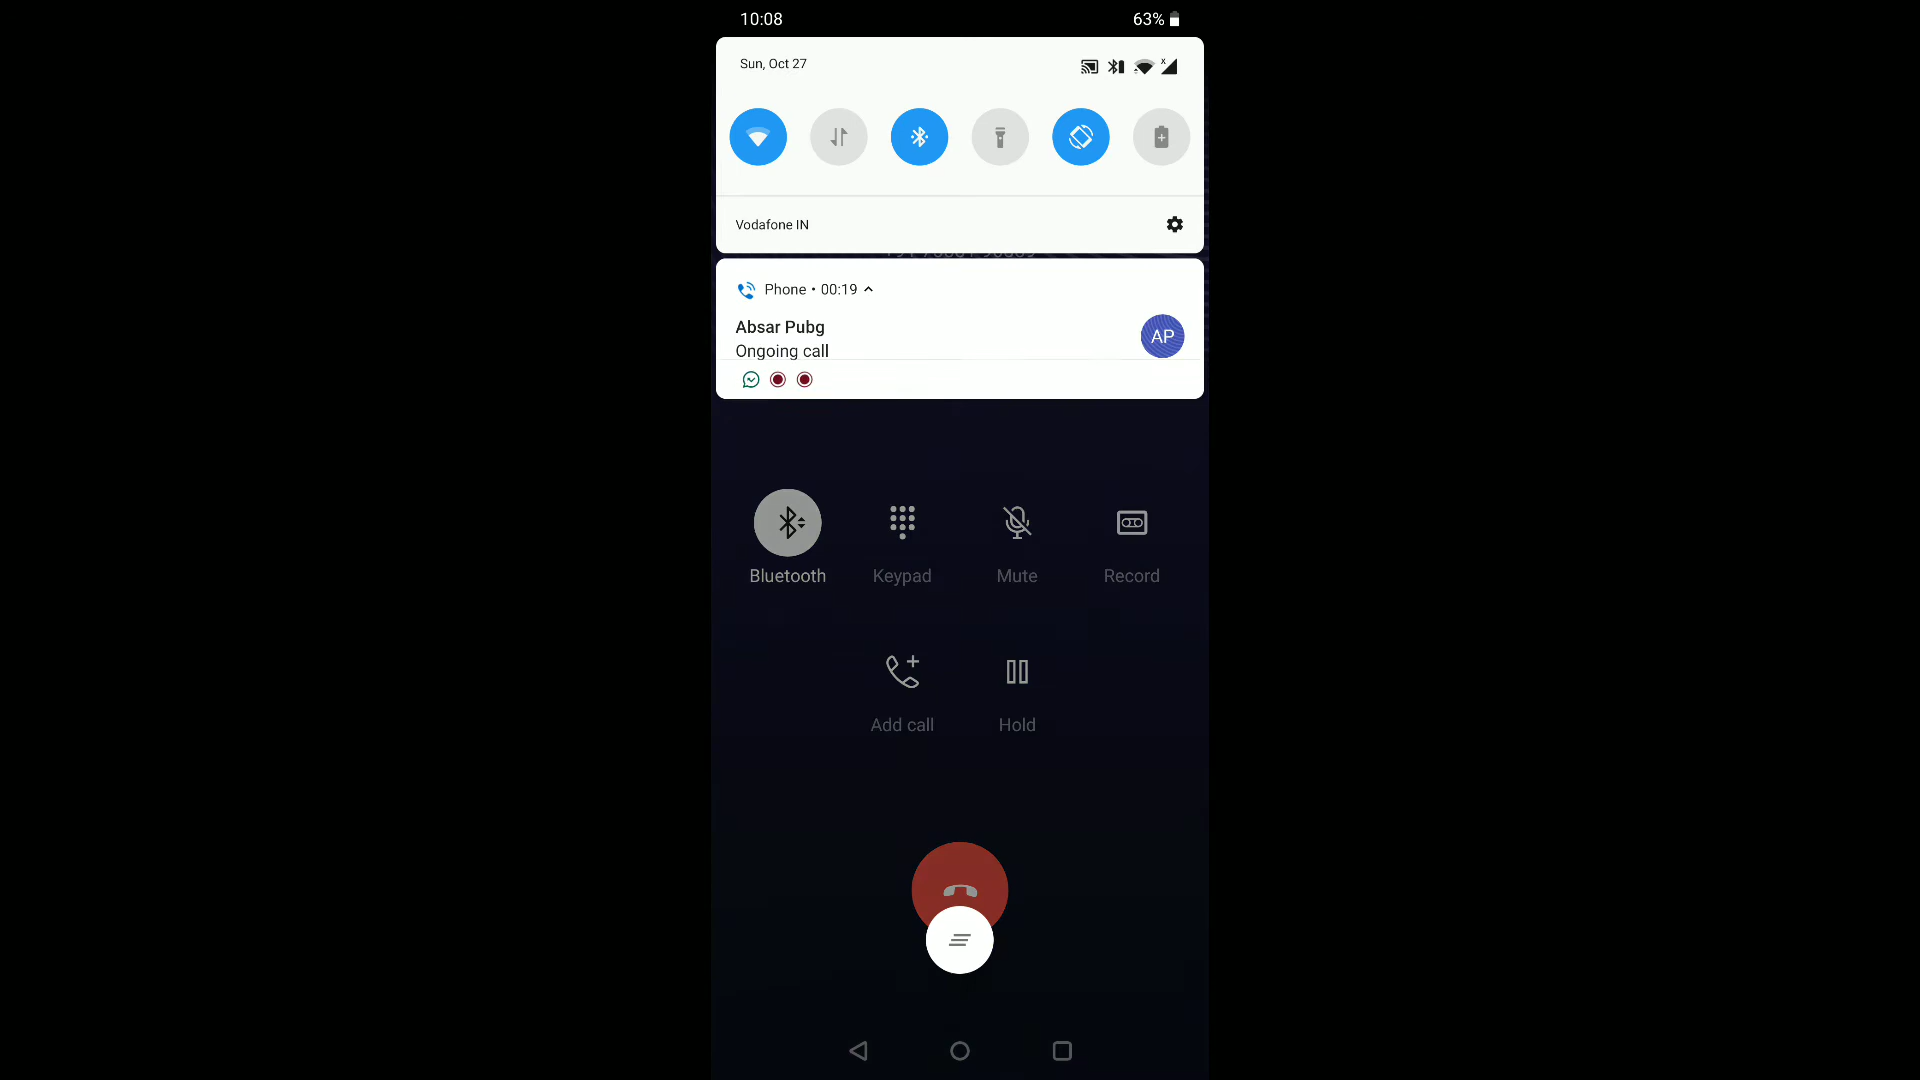 10:08
63%
Sun, Oct 27
x
Vodafone IN
Phone • 00:19
Absar Pubg
Ongoing call
AP
Bluetooth
Keypad
Mute
Record
Add call
Hold